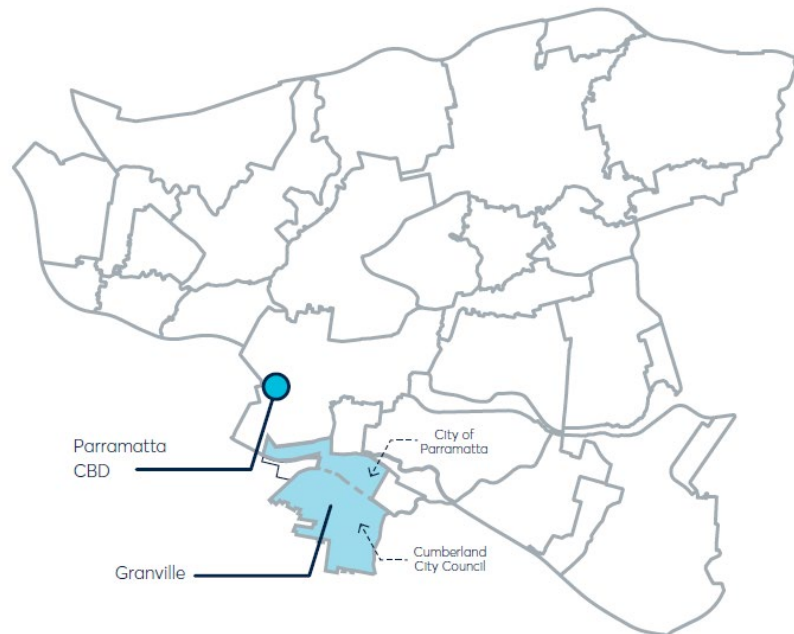 City of
Parramatta
Parramatta
CBD
Cumberland
City Council
Granville